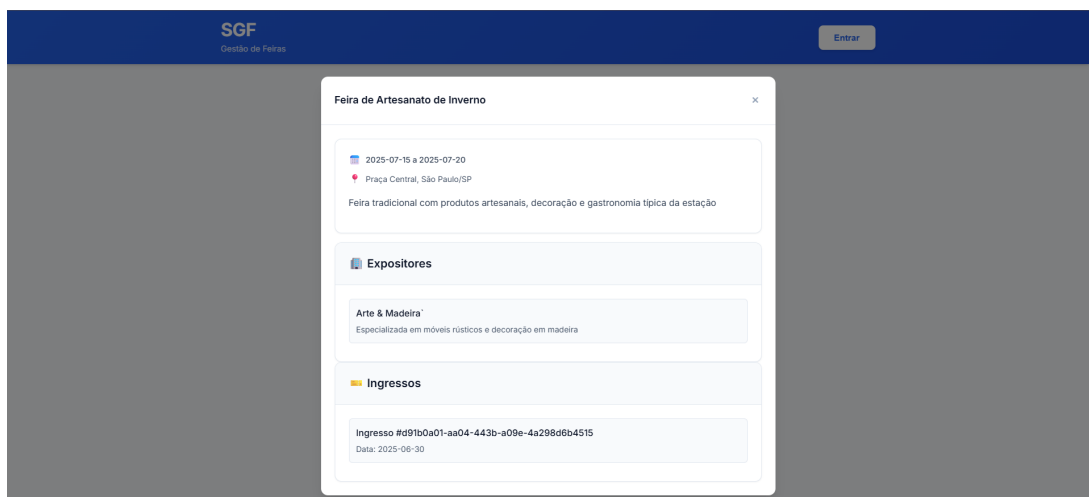 SGF
Gestão de Feiras
Entrar
Feira de Artesanato de Inverno
×
2025-07-15 a 2025-07-20
Praça Central, São Paulo/SP
Feira tradicional com produtos artesanais, decoração e gastronomia típica da estação
Expositores
Arte & Madeira`
Especializada em móveis rústicos e decoração em madeira
Ingressos
Ingresso #d91b0a01-aa04-443b-a09e-4a298d6b4515
Data: 2025-06-30